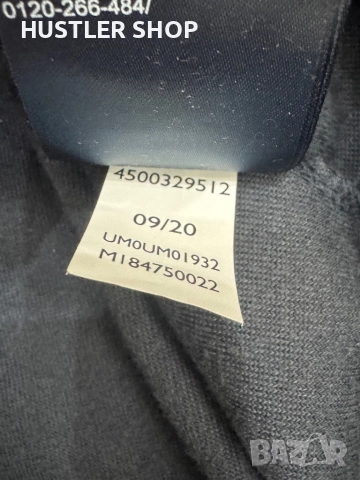 0120-266-484/
HUSTLER SHOP
4500329512
09/20
UM0UM01932
M184750022
BAZAR